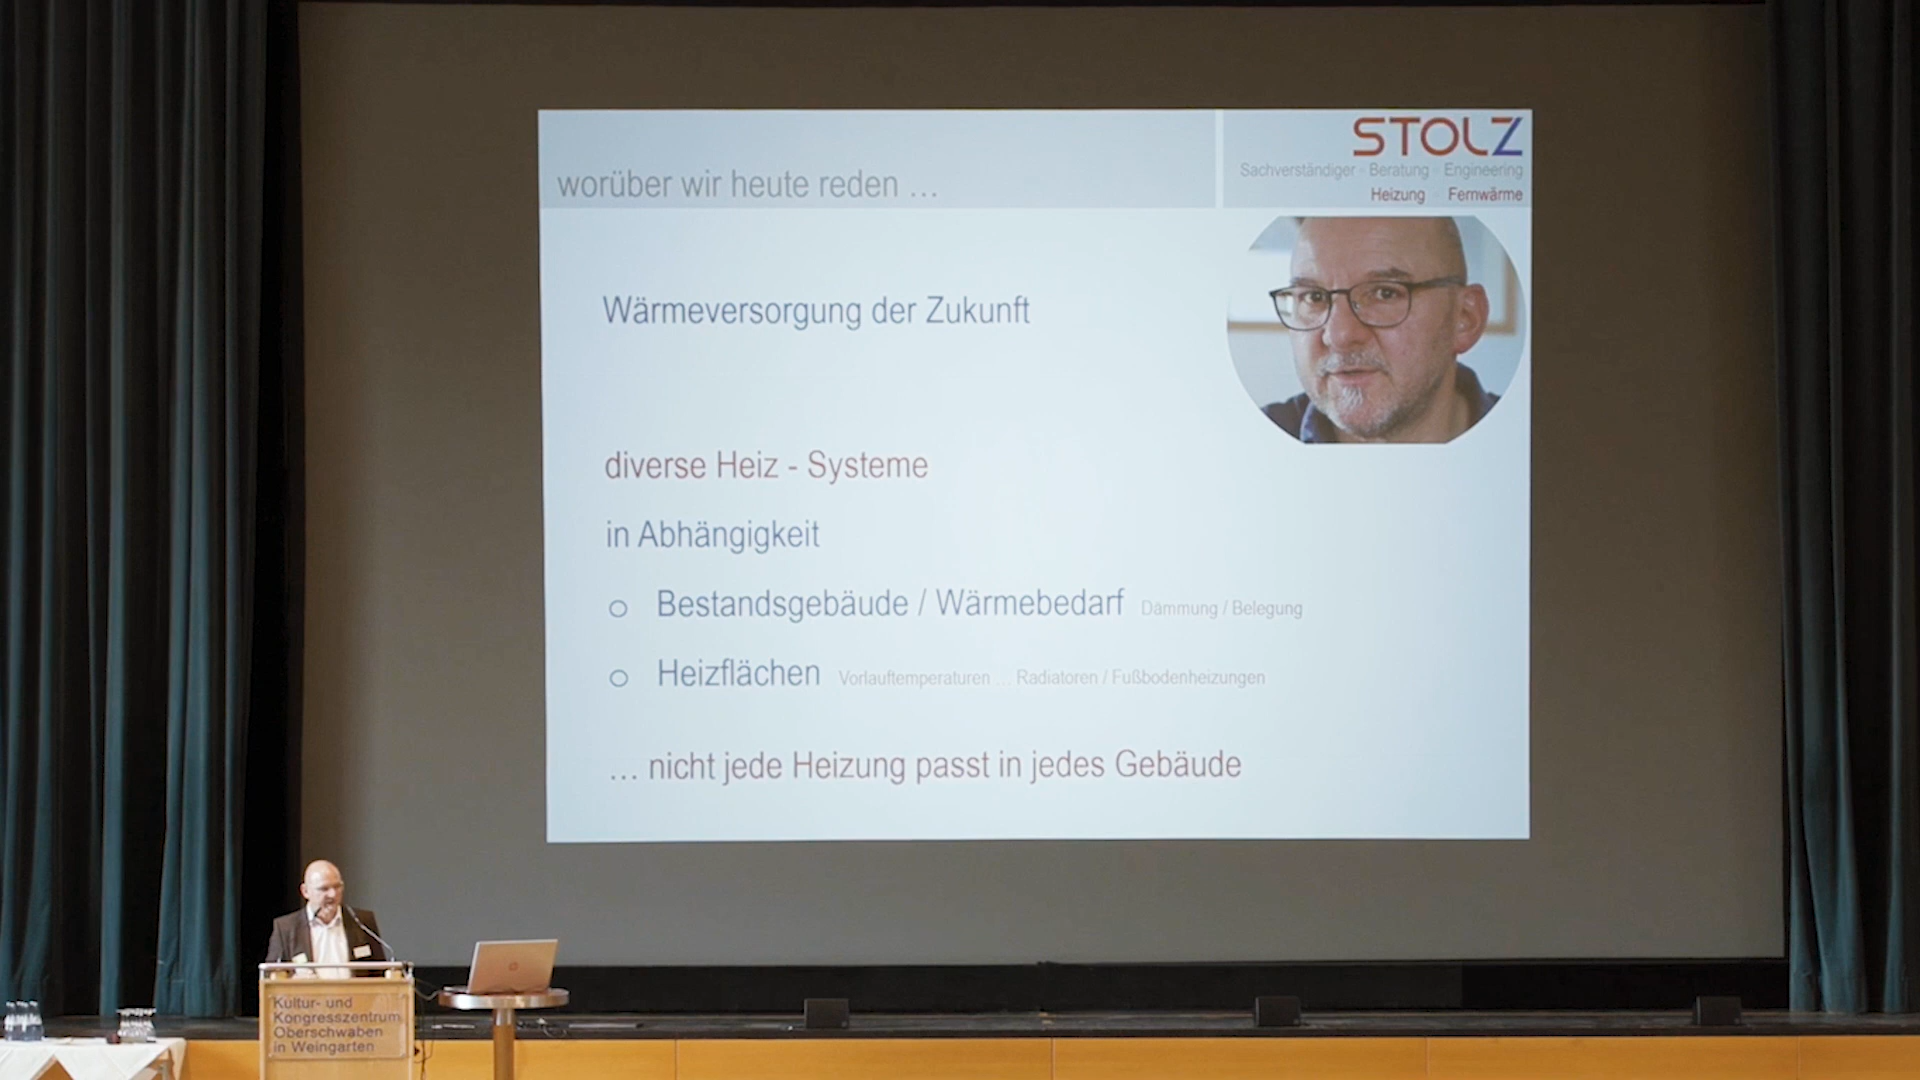 worüber wir heute reden …
STOLZ
Sachverständiger Beratung Engineering
Heizung Fernwärme
Wärmeversorgung der Zukunft
diverse Heiz - Systeme
in Abhängigkeit
o Bestandsgebäude / Wärmebedarf Dämmung / Belegung
o Heizflächen Vorlauftemperaturen … Radiatoren / Fußbodenheizungen
… nicht jede Heizung passt in jedes Gebäude
Kultur- und
Kongresszentrum
Oberschwaben
in Weingarten